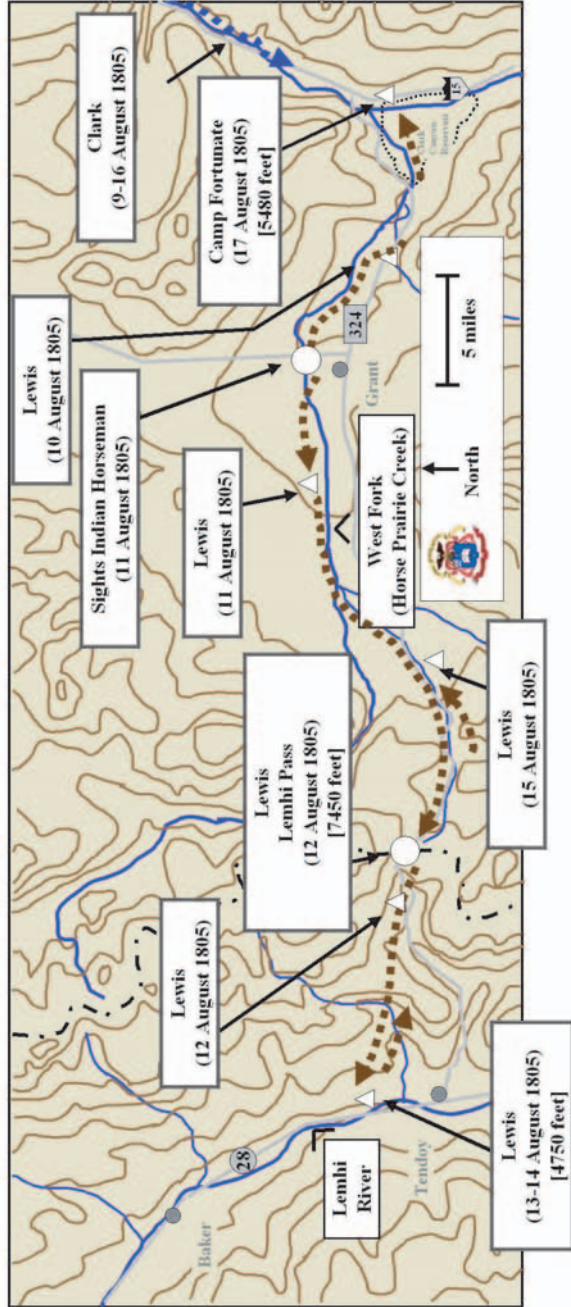 Clark
(9-16 August 1805)
Camp Fortunate
(17 August 1805)
[5480 feet]
15
Clark
Canyon
Reservoir
Lewis
(10 August 1805)
Sights Indian Horseman
(11 August 1805)
324
Grant
5 miles
North
Lewis
(11 August 1805)
West Fork
(Horse Prairie Creek)
Lewis
Lemhi Pass
(12 August 1805)
[7450 feet]
Lewis
(15 August 1805)
Lewis
(12 August 1805)
28
Baker
Lemhi
River
Tendoy
Lewis
(13-14 August 1805)
[4750 feet]